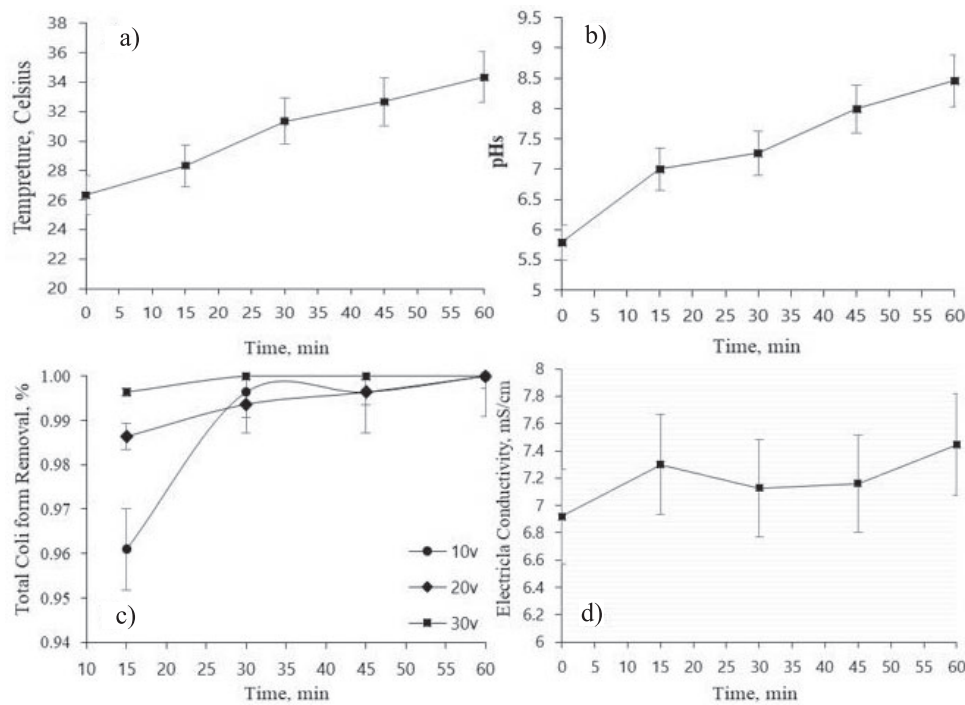 a)
Tempreture, Celsius
38
36
34
32
30
28
26
24
22
20
0 5 10 15 20 25 30 35 40 45 50 55 60
Time, min
b)
pHs
9.5
9
8.5
8
7.5
7
6.5
6
5.5
5
0 5 10 15 20 25 30 35 40 45 50 55 60
Time, min
c)
Total Coli form Removal, %
1.00
0.99
0.98
0.97
0.96
0.95
0.94
10v
20v
30v
10 15 20 25 30 35 40 45 50 55 60
Time, min
d)
Electricla Conductivity, mS/cm
8
7.8
7.6
7.4
7.2
7
6.8
6.6
6.4
6.2
6
0 5 10 15 20 25 30 35 40 45 50 55 60
Time, min